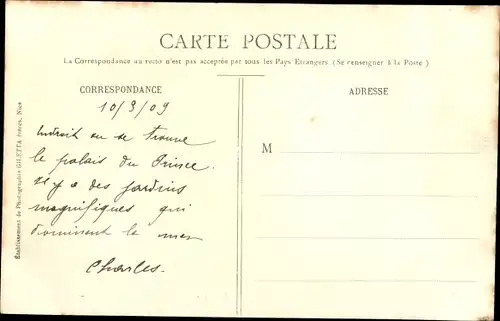 CARTE POSTALE
La Correspondance au recto n'est pas acceptée par tous les Pays Etrangers (Se renseigner à la Poste)
CORRESPONDANCE
10/3/09
endroit ou se trouve
le palais du Prince.
il y a des jardins
magnifiques qui
dominent la mer
Charles.
ADRESSE
M
Établissement de Photographie GILETTA frères, Nice